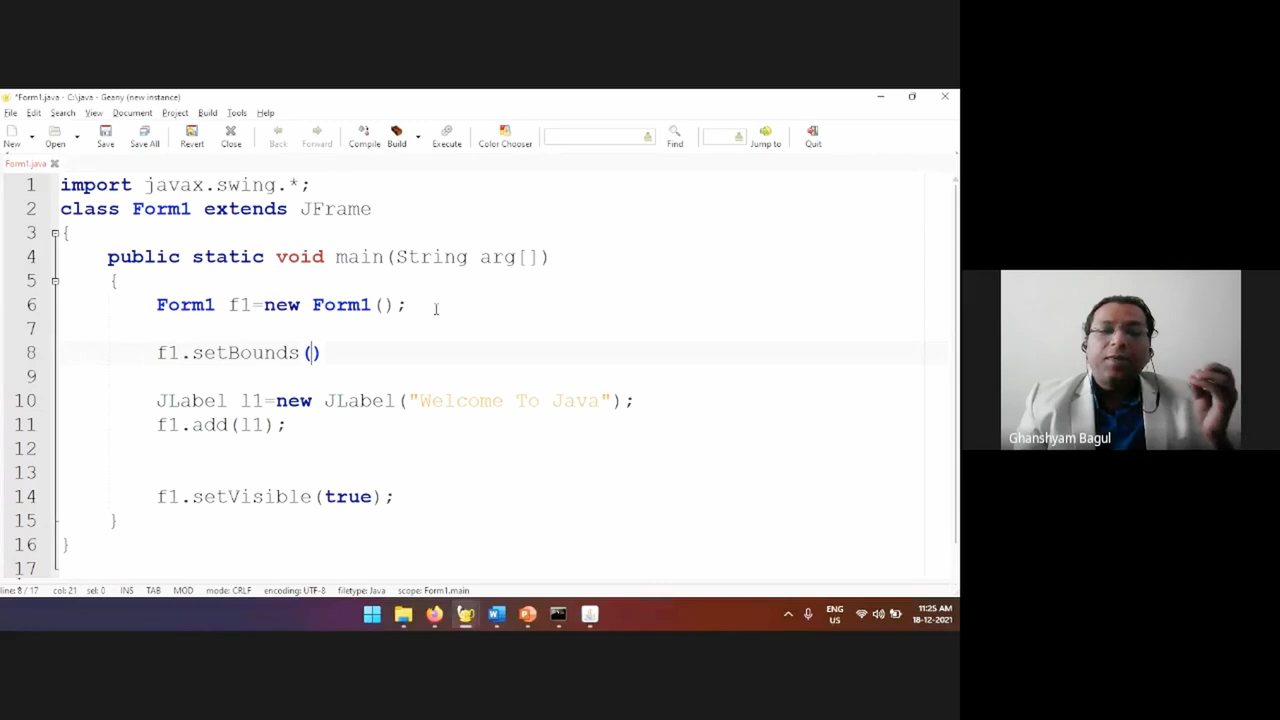 *Form1.java - C:\java - Geany (new instance)
File Edit Search View Document Project Build Tools Help
New Open Save Save All Revert Close Back Forward Compile Build Execute Color Chooser Find Jump to Quit
Form1.java
1 import javax.swing.*;
2 class Form1 extends JFrame
3 {
4 public static void main(String arg[])
5 {
6 Form1 f1=new Form1();
7
8 f1.setBounds()
9
10 JLabel l1=new JLabel("Welcome To Java");
11 f1.add(l1);
12
13
14 f1.setVisible(true);
15 }
16 }
17
line: 8 / 17 col: 21 sel: 0 INS TAB MOD mode: CRLF encoding: UTF-8 filetype: Java scope: Form1.main
ENG
US
11:25 AM
18-12-2021
Ghanshyam Bagul